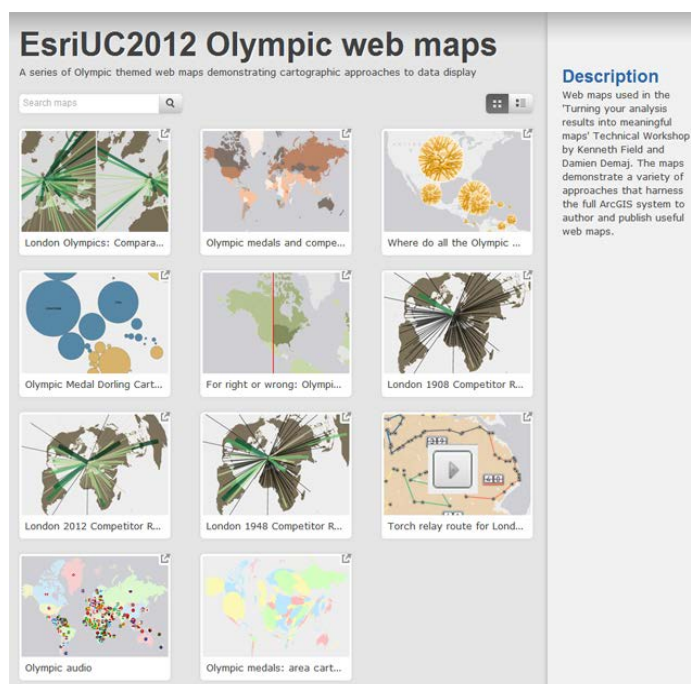 EsriUC2012 Olympic web maps
A series of Olympic themed web maps demonstrating cartographic approaches to data display
Search maps
London Olympics: Compara...
Olympic medals and compe...
Where do all the Olympic ...
Olympic Medal Dorling Cart...
For right or wrong: Olympi...
London 1908 Competitor R...
London 2012 Competitor R...
London 1948 Competitor R...
Torch relay route for Lond...
Olympic audio
Olympic medals: area cart...
Description
Web maps used in the
'Turning your analysis
results into meaningful
maps' Technical Workshop
by Kenneth Field and
Damien Demaj. The maps
demonstrate a variety of
approaches that harness
the full ArcGIS system to
author and publish useful
web maps.